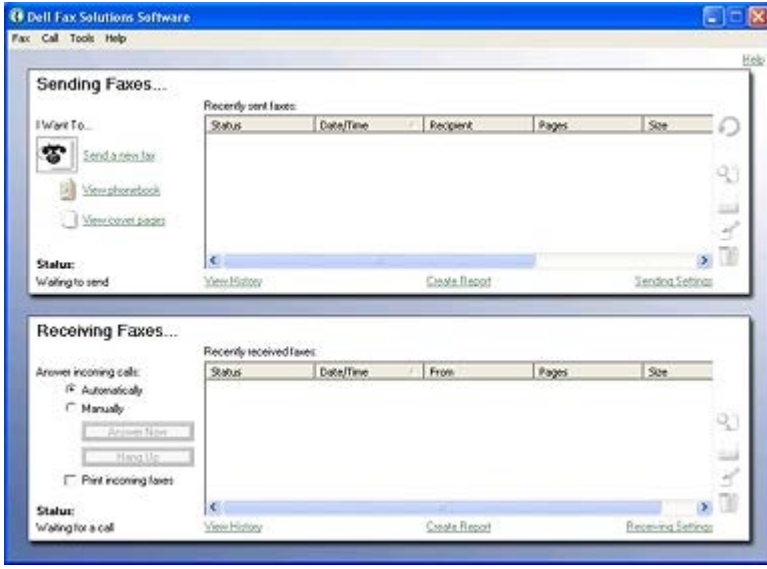 Dell Fax Solutions Software
Fax Call Tools Help
Help
Sending Faxes...
Recently sent faxes:
I Want To...
Status Date/Time Recipient Pages Size
Send a new fax
View phonebook
View cover pages
Status:
Waiting to send
View History Create Report Sending Settings
Receiving Faxes...
Recently received faxes:
Answer incoming calls:
Status Date/Time From Pages Size
Automatically
Manually
Answer Now
Hang Up
Print incoming faxes
Status:
Waiting for a call
View History Create Report Receiving Settings